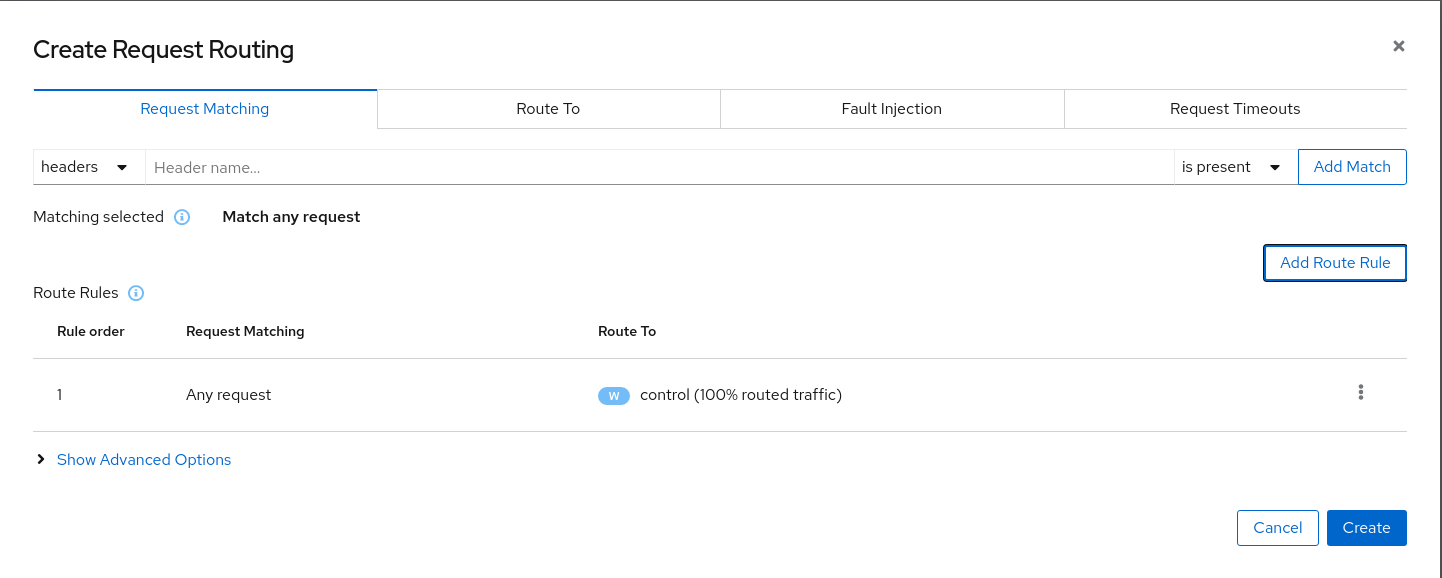 Create Request Routing
Request Matching Route To Fault Injection Request Timeouts
headers Header name... is present Add Match
Matching selected Match any request
Add Route Rule
Route Rules
Rule order Request Matching Route To
1 Any request W control (100% routed traffic)
Show Advanced Options
Cancel Create